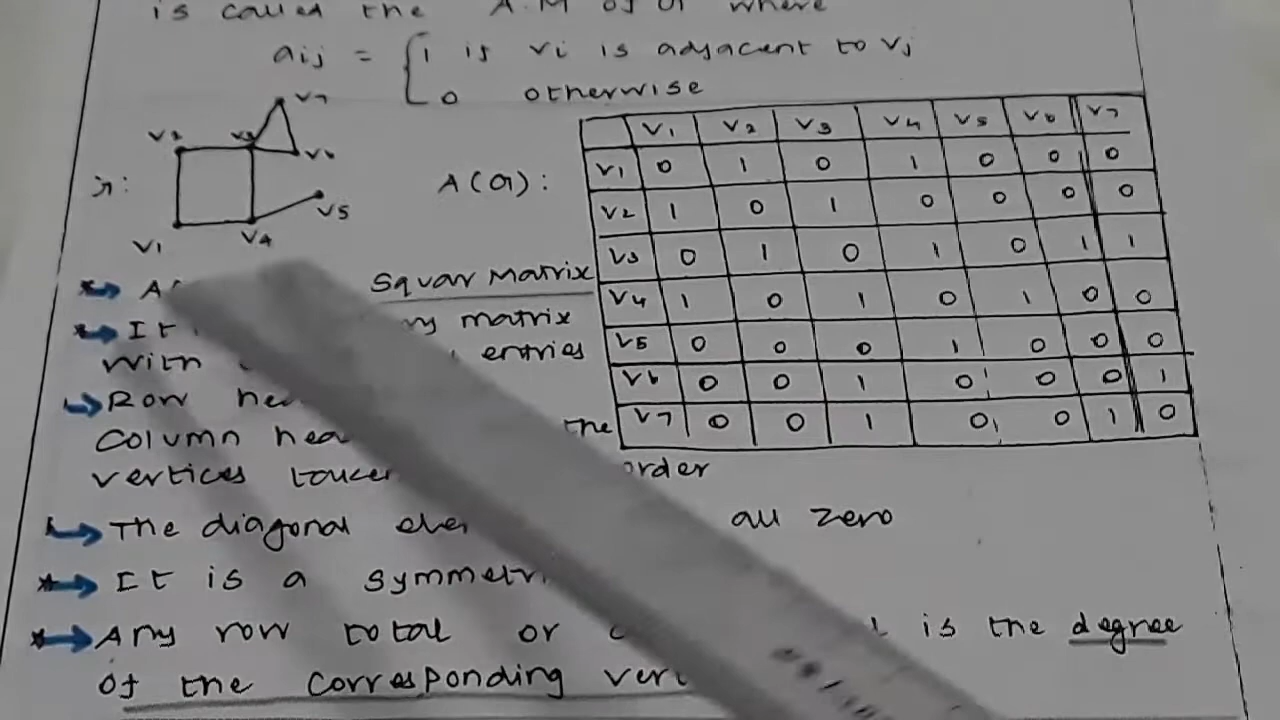 is called the A.M of G where
aij = { 1 is vi is adjacent to vj
0 otherwise
V7
V2 V3 V6
V5
V1 V4
A(G):
V1 V2 V3 V4 V5 V6 V7
V1 0 1 0 1 0 0 0
V2 1 0 1 0 0 0 0
V3 0 1 0 1 0 1 1
V4 1 0 1 0 1 0 0
V5 0 0 0 1 0 0 0
V6 0 0 1 0 0 0 1
V7 0 0 1 0 0 1 0
Squar Matrix
It matrix
with entries
Row
Column the
vertices order
The diagonal all zero
It is a
Any row total or is the degree
of the corresponding